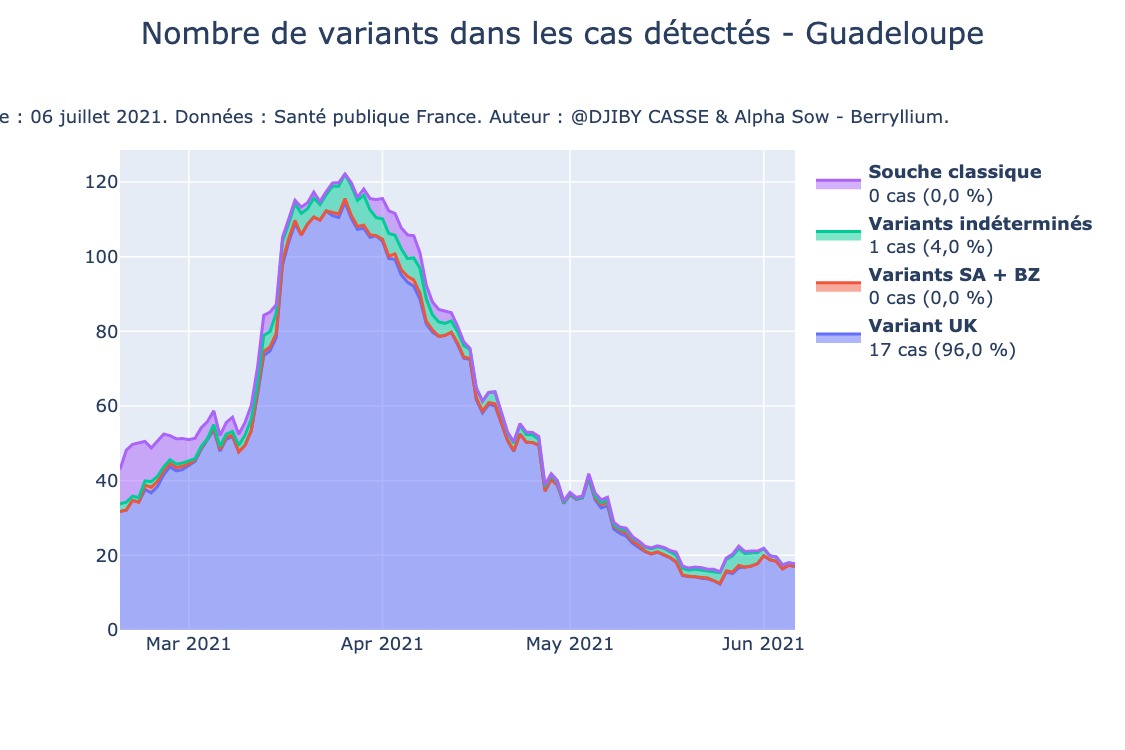 Nombre de variants dans les cas détectés - Guadeloupe
e : 06 juillet 2021. Données : Santé publique France. Auteur : @DJIBY CASSE & Alpha Sow - Berryllium.
Souche classique
0 cas (0,0 %)
Variants indéterminés
1 cas (4,0 %)
Variants SA + BZ
0 cas (0,0 %)
Variant UK
17 cas (96,0 %)
120
100
80
60
40
20
0
Mar 2021 Apr 2021 May 2021 Jun 2021